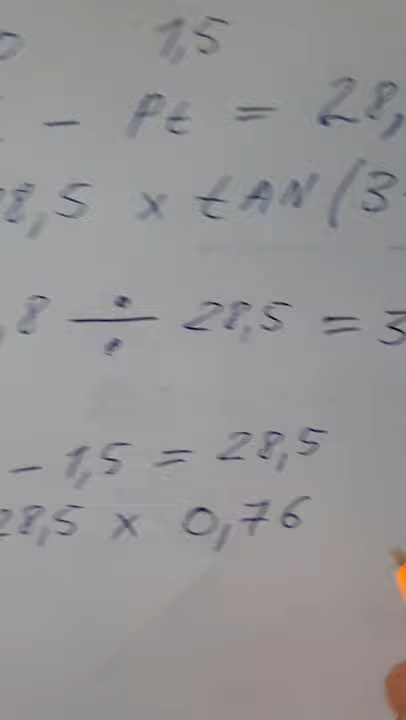 1,5
- Pt = 28,
8,5 x tAN(3
,8 ÷ 28,5 = 3
- 1,5 = 28,5
28,5 x 0,76